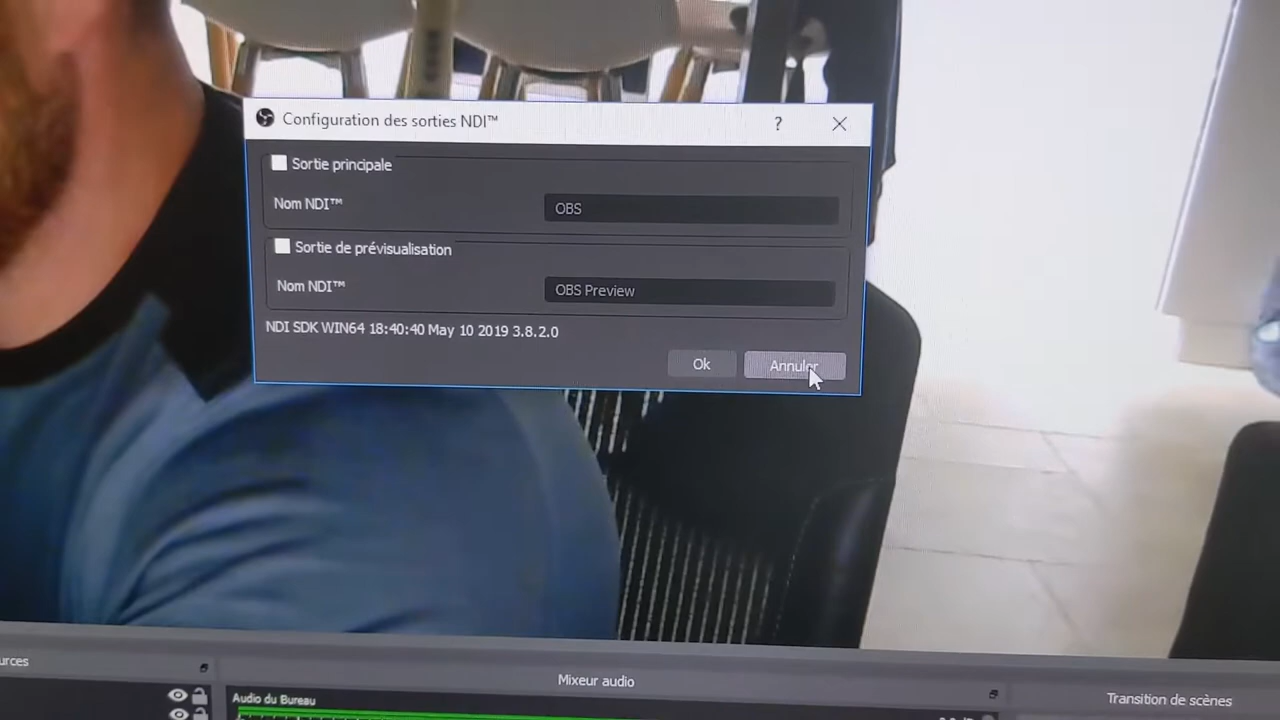 Configuration des sorties NDI™
?
Sortie principale
Nom NDI™
OBS
Sortie de prévisualisation
Nom NDI™
OBS Preview
NDI SDK WIN64 18:40:40 May 10 2019 3.8.2.0
Ok
Annuler
urces
Mixeur audio
Transition de scènes
Audio du Bureau